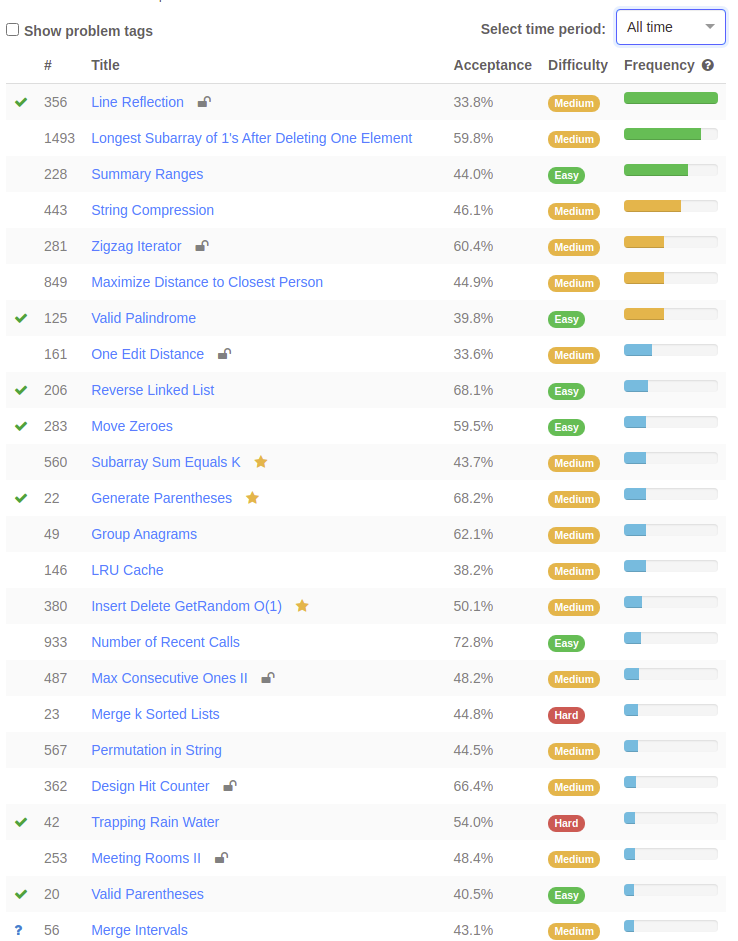 Show problem tags Select time period: All time
# Title Acceptance Difficulty Frequency ?
356 Line Reflection 33.8% Medium
1493 Longest Subarray of 1's After Deleting One Element 59.8% Medium
228 Summary Ranges 44.0% Easy
443 String Compression 46.1% Medium
281 Zigzag Iterator 60.4% Medium
849 Maximize Distance to Closest Person 44.9% Medium
125 Valid Palindrome 39.8% Easy
161 One Edit Distance 33.6% Medium
206 Reverse Linked List 68.1% Easy
283 Move Zeroes 59.5% Easy
560 Subarray Sum Equals K 43.7% Medium
22 Generate Parentheses 68.2% Medium
49 Group Anagrams 62.1% Medium
146 LRU Cache 38.2% Medium
380 Insert Delete GetRandom O(1) 50.1% Medium
933 Number of Recent Calls 72.8% Easy
487 Max Consecutive Ones II 48.2% Medium
23 Merge k Sorted Lists 44.8% Hard
567 Permutation in String 44.5% Medium
362 Design Hit Counter 66.4% Medium
42 Trapping Rain Water 54.0% Hard
253 Meeting Rooms II 48.4% Medium
20 Valid Parentheses 40.5% Easy
? 56 Merge Intervals 43.1% Medium